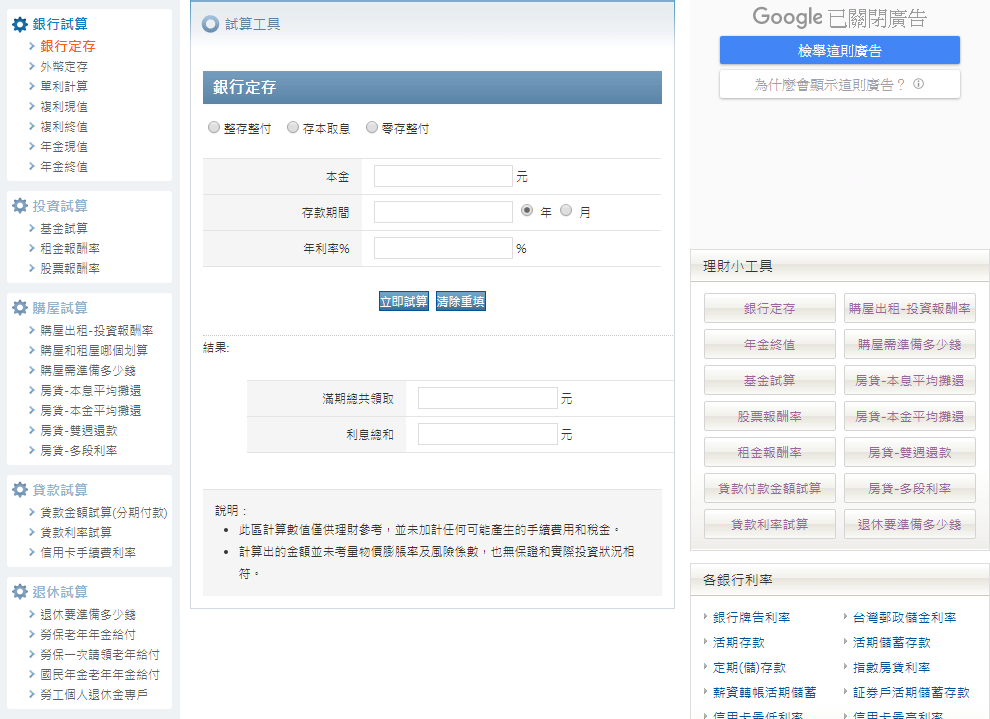 銀行試算
銀行定存
外幣定存
單利計算
複利現值
複利終值
年金現值
年金終值
投資試算
基金試算
租金報酬率
股票報酬率
購屋試算
購屋出租-投資報酬率
購屋和租屋哪個划算
購屋需準備多少錢
房貸-本息平均攤還
房貸-本金平均攤還
房貸-雙週還款
房貸-多段利率
貸款試算
貸款金額試算(分期付款)
貸款利率試算
信用卡手續費利率
退休試算
退休要準備多少錢
勞保老年年金給付
勞保一次請領老年給付
國民年金老年年金給付
勞工個人退休金專戶
試算工具
銀行定存
整存整付 存本取息 零存整付
本金 元
存款期間 年 月
年利率% %
立即試算 清除重填
結果:
滿期總共領取 元
利息總和 元
說明：
此區計算數值僅供理財參考，並未加計任何可能產生的手續費用和稅金。
計算出的金額並未考量物價膨脹率及風險係數，也無保證和實際投資狀況相
符。
Google 已關閉廣告
檢舉這則廣告
為什麼會顯示這則廣告？
理財小工具
銀行定存 購屋出租-投資報酬率
年金終值 購屋需準備多少錢
基金試算 房貸-本息平均攤還
股票報酬率 房貸-本金平均攤還
租金報酬率 房貸-雙週還款
貸款付款金額試算 房貸-多段利率
貸款利率試算 退休要準備多少錢
各銀行利率
銀行牌告利率 台灣郵政儲金利率
活期存款 活期儲蓄存款
定期(儲)存款 指數房貸利率
薪資轉帳活期儲蓄 証券戶活期儲蓄存款
信用卡最低利率 信用卡最高利率